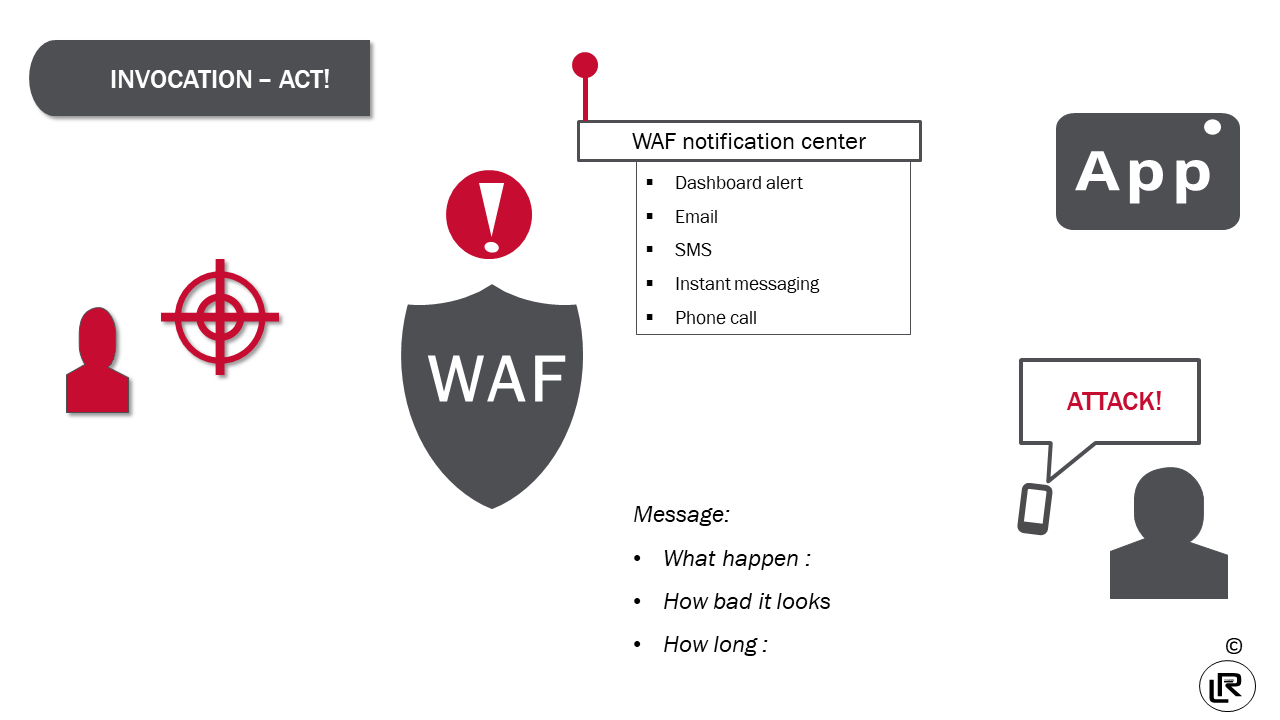 INVOCATION – ACT!
WAF notification center
▪ Dashboard alert
▪ Email
▪ SMS
▪ Instant messaging
▪ Phone call
App
WAF
ATTACK!
Message:
• What happen :
• How bad it looks
• How long :
©
LR